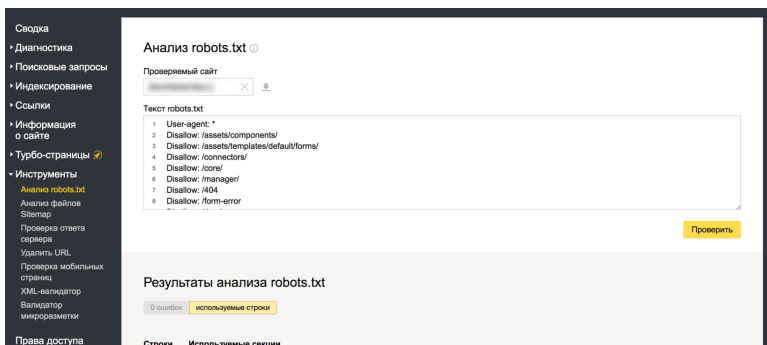 Сводка
Диагностика
Поисковые запросы
Индексирование
Ссылки
Информация
о сайте
Турбо-страницы
Инструменты
Анализ robots.txt
Анализ файлов
Sitemap
Проверка ответа
сервера
Удалить URL
Проверка мобильных
страниц
XML-валидатор
Валидатор
микроразметки
Права доступа
Анализ robots.txt
Проверяемый сайт
Текст robots.txt
1 User-agent: *
2 Disallow: /assets/components/
3 Disallow: /assets/templates/default/forms/
4 Disallow: /connectors/
5 Disallow: /core/
6 Disallow: /manager/
7 Disallow: /404
8 Disallow: /form-error
Проверить
Результаты анализа robots.txt
0 ошибок используемые строки
Строки Используемые секции